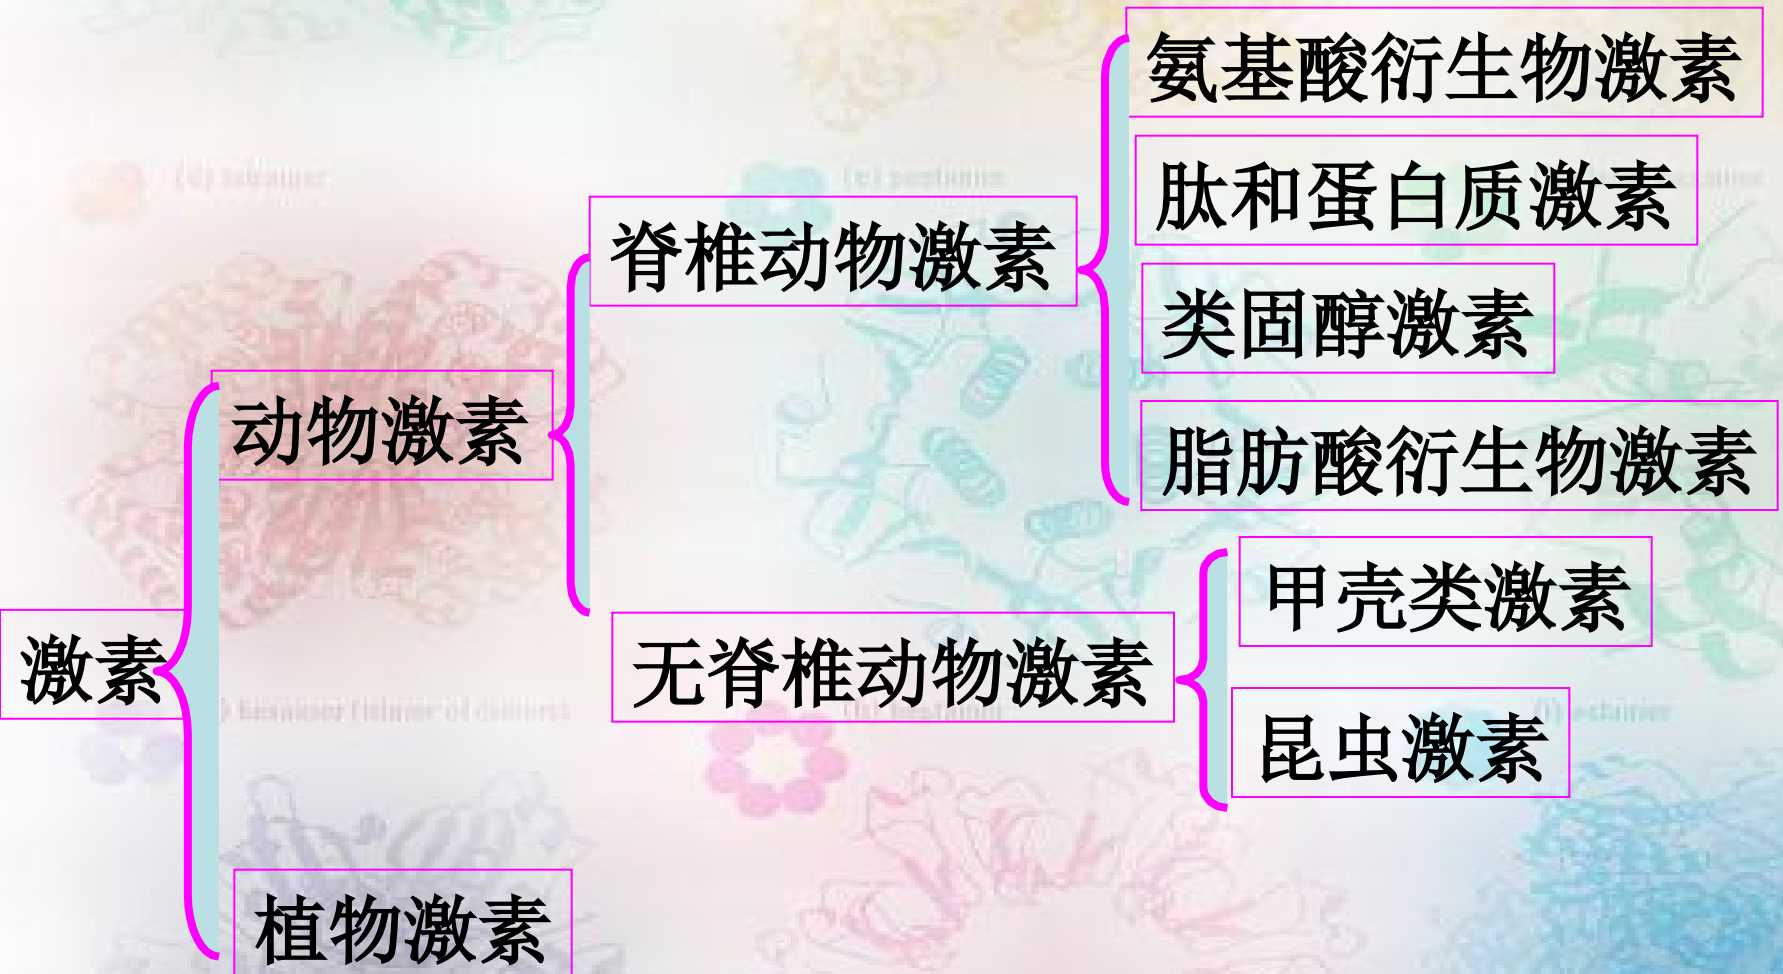 氨基酸衍生物激素
肽和蛋白质激素
脊椎动物激素
类固醇激素
动物激素
脂肪酸衍生物激素
甲壳类激素
激素
无脊椎动物激素
昆虫激素
植物激素